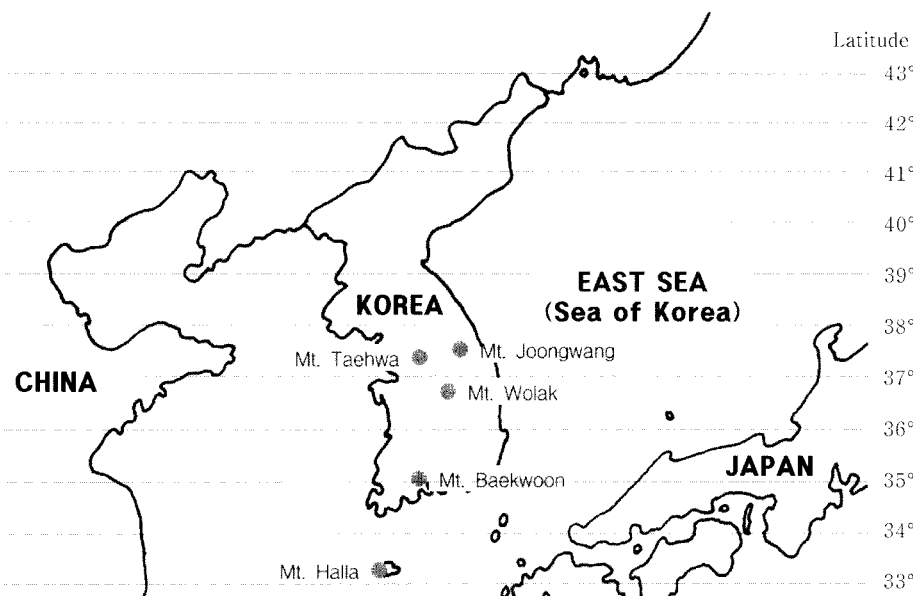 Latitude
43°
42°
41°
40°
39°
EAST SEA
(Sea of Korea)
KOREA
38°
Mt. Taehwa
Mt. Joongwang
CHINA
37°
Mt. Wolak
36°
JAPAN
Mt. Baekwoon
35°
34°
Mt. Halla
33°